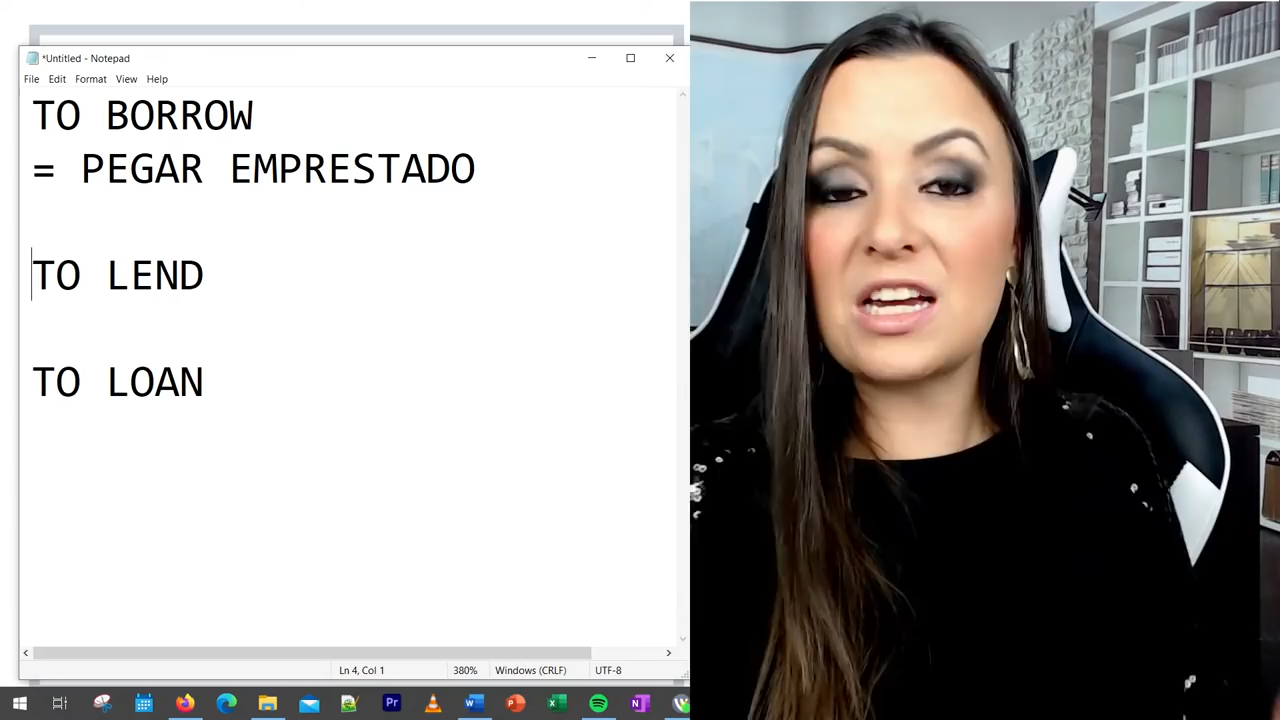 *Untitled - Notepad
File Edit Format View Help
TO BORROW
= PEGAR EMPRESTADO
TO LEND
TO LOAN
Ln 4, Col 1 380% Windows (CRLF) UTF-8